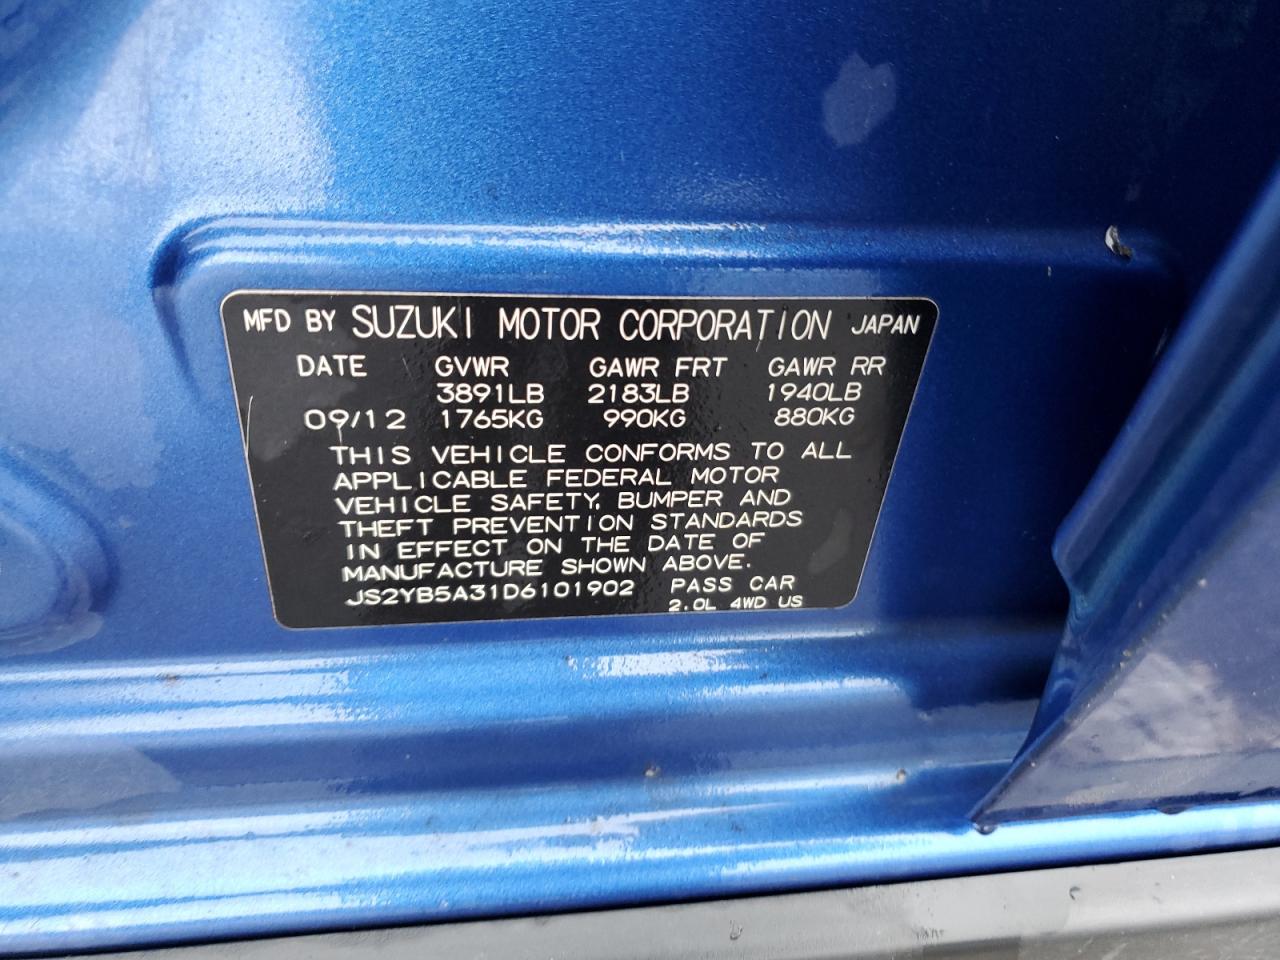 MFD BY SUZUKI MOTOR CORPORATION JAPAN
DATE GVWR GAWR FRT GAWR RR
3891LB 2183LB 1940LB
09/12 1765KG 990KG 880KG
THIS VEHICLE CONFORMS TO ALL
APPLICABLE FEDERAL MOTOR
VEHICLE SAFETY, BUMPER AND
THEFT PREVENTION STANDARDS
IN EFFECT ON THE DATE OF
MANUFACTURE SHOWN ABOVE.
JS2YB5A31D6101902 PASS CAR
2.0L 4WD US